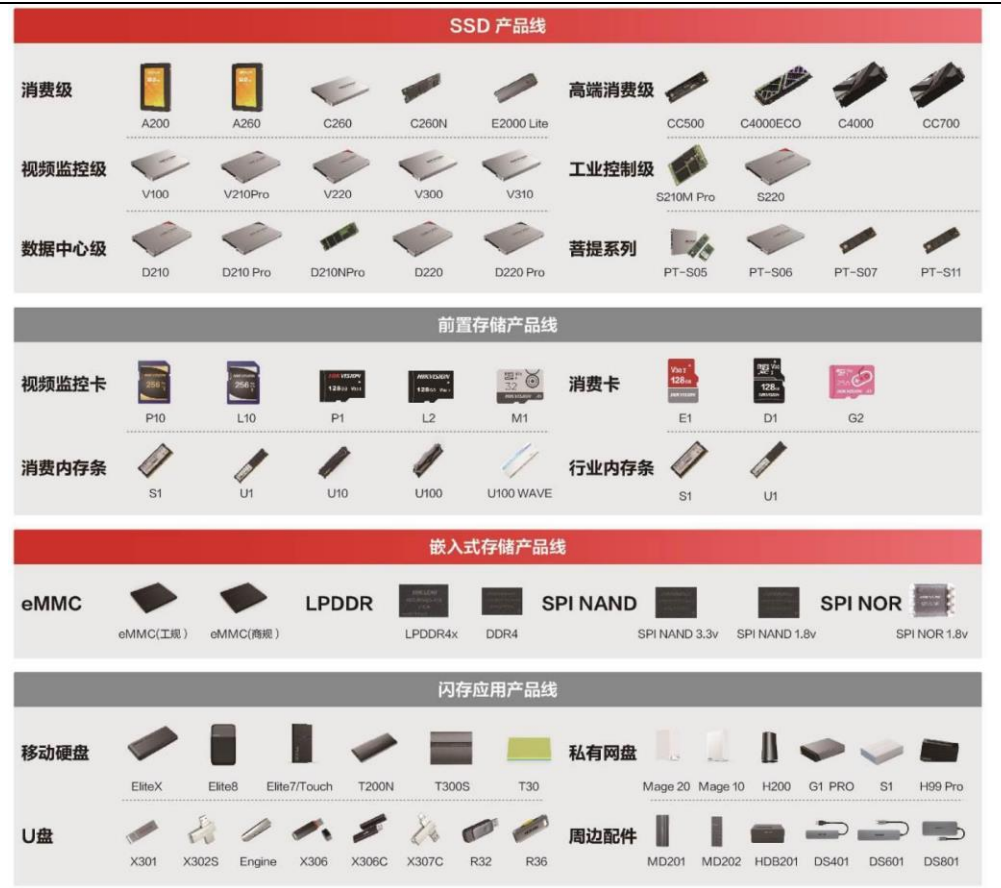 SSD 产品线
消费级
A200 A260 C260 C260N E2000 Lite
高端消费级
CC500 C4000ECO C4000 CC700
视频监控级
V100 V210Pro V220 V300 V310
工业控制级
S210M Pro S220
数据中心级
D210 D210 Pro D210NPro D220 D220 Pro
菩提系列
PT-S05 PT-S06 PT-S07 PT-S11
前置存储产品线
视频监控卡
P10 L10 P1 L2 M1
消费卡
E1 D1 G2
消费内存条
S1 U1 U10 U100 U100 WAVE
行业内存条
S1 U1
嵌入式存储产品线
eMMC
eMMC(工规) eMMC(商规)
LPDDR
LPDDR4x DDR4
SPI NAND
SPI NAND 3.3v SPI NAND 1.8v
SPI NOR
SPI NOR 1.8v
闪存应用产品线
移动硬盘
EliteX Elite8 Elite7/Touch T200N T300S T30
私有网盘
Mage 20 Mage 10 H200 G1 PRO S1 H99 Pro
U盘
X301 X302S Engine X306 X306C X307C R32 R36
周边配件
MD201 MD202 HDB201 DS401 DS601 DS801